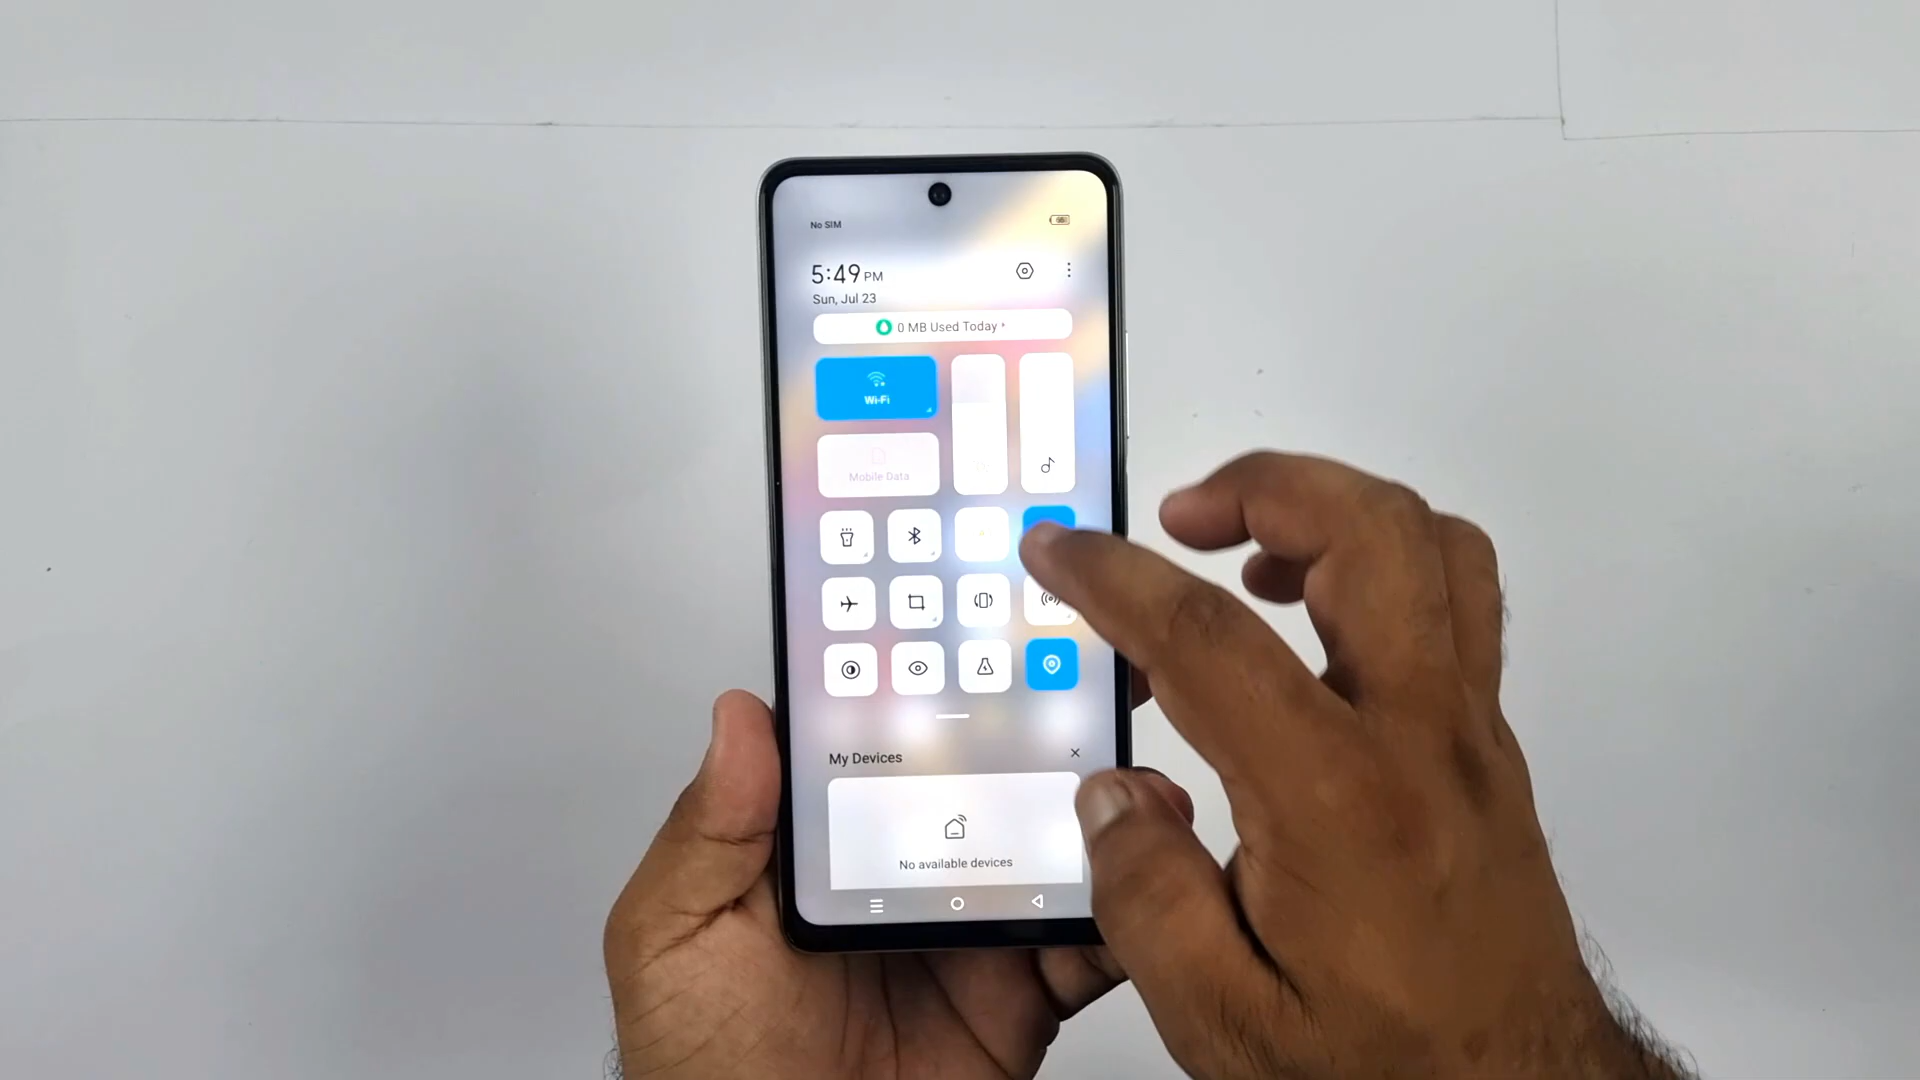 No SIM
5:49 PM
Sun, Jul 23
0 MB Used Today
Wi-Fi
Mobile Data
My Devices
No available devices